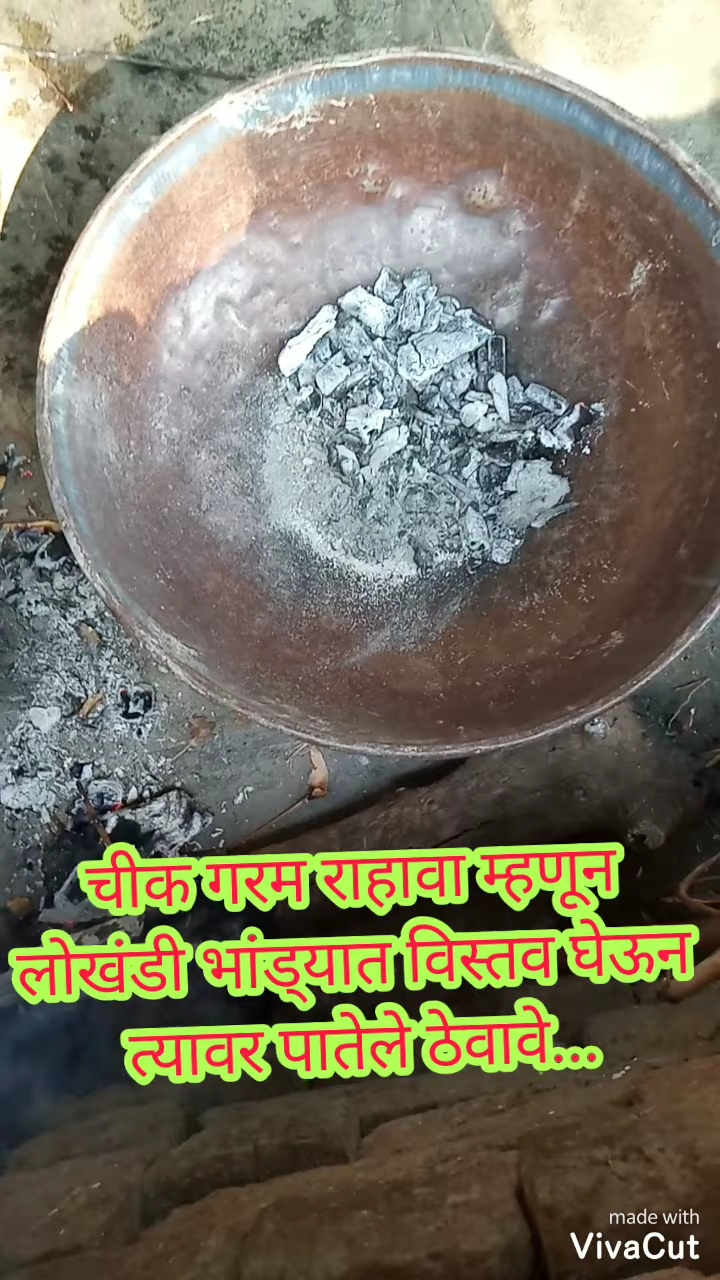 चीक गरम राहावा म्हणून
लोखंडी भांड्यात विस्तव घेऊन
त्यावर पातेले ठेवावे...
made with
VivaCut